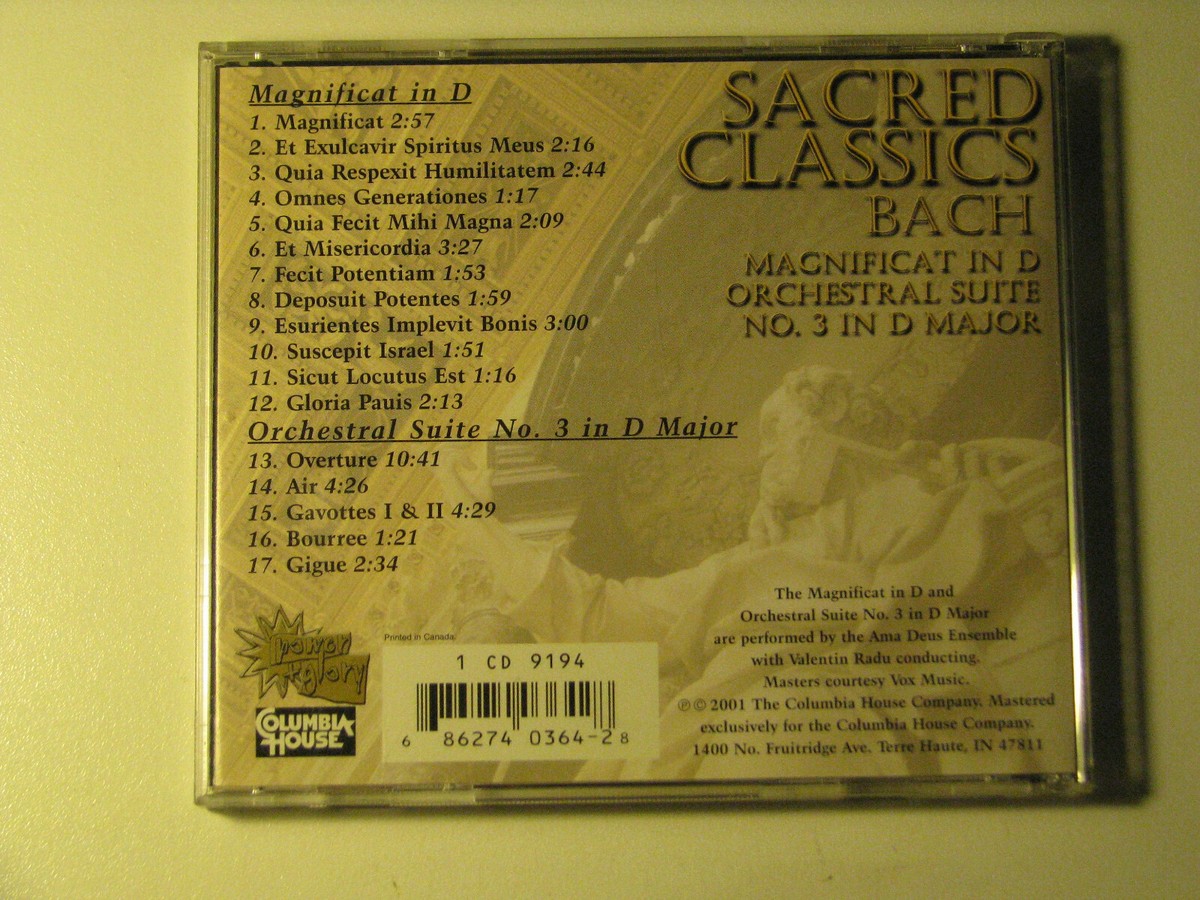 Magnificat in D
1. Magnificat 2:57
2. Et Exulcavir Spiritus Meus 2:16
3. Quia Respexit Humilitatem 2:44
4. Omnes Generationes 1:17
5. Quia Fecit Mihi Magna 2:09
6. Et Misericordia 3:27
7. Fecit Potentiam 1:53
8. Deposuit Potentes 1:59
9. Esurientes Implevit Bonis 3:00
10. Suscepit Israel 1:51
11. Sicut Locutus Est 1:16
12. Gloria Pauis 2:13
Orchestral Suite No. 3 in D Major
13. Overture 10:41
14. Air 4:26
15. Gavottes I & II 4:29
16. Bourree 1:21
17. Gigue 2:34
SACRED
CLASSICS
BACH
MAGNIFICAT IN D
ORCHESTRAL SUITE
NO. 3 IN D MAJOR
power
&glory
COLUMBIA
HOUSE
Printed in Canada.
1 CD 9194
6 86274 0364-2 8
The Magnificat in D and
Orchestral Suite No. 3 in D Major
are performed by the Ama Deus Ensemble
with Valentin Radu conducting.
Masters courtesy Vox Music.
℗© 2001 The Columbia House Company. Mastered
exclusively for the Columbia House Company.
1400 No. Fruitridge Ave. Terre Haute, IN 47811